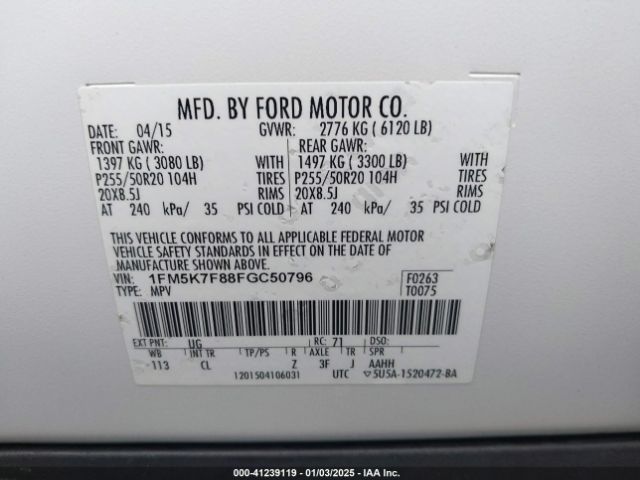 MFD. BY FORD MOTOR CO.
DATE: 04/15 GVWR: 2776 KG ( 6120 LB)
FRONT GAWR: REAR GAWR:
1397 KG ( 3080 LB) WITH 1497 KG ( 3300 LB) WITH
P255/50R20 104H TIRES P255/50R20 104H TIRES
20X8.5J RIMS 20X8.5J RIMS
AT 240 kPa/ 35 PSI COLD AT 240 kPa/ 35 PSI COLD
THIS VEHICLE CONFORMS TO ALL APPLICABLE FEDERAL MOTOR
VEHICLE SAFETY STANDARDS IN EFFECT ON THE DATE OF
MANUFACTURE SHOWN ABOVE.
VIN: 1FM5K7F88FGC50796 F0263
TYPE: MPV T0075
EXT PNT: UG RC: 71 DSO:
WB INT TR TP/PS R AXLE TR SPR
113 CL Z 3F J AAHH
1201504106031 UTC ▽5U5A-1520472-BA
000-41239119 - 01/03/2025 - IAA Inc.